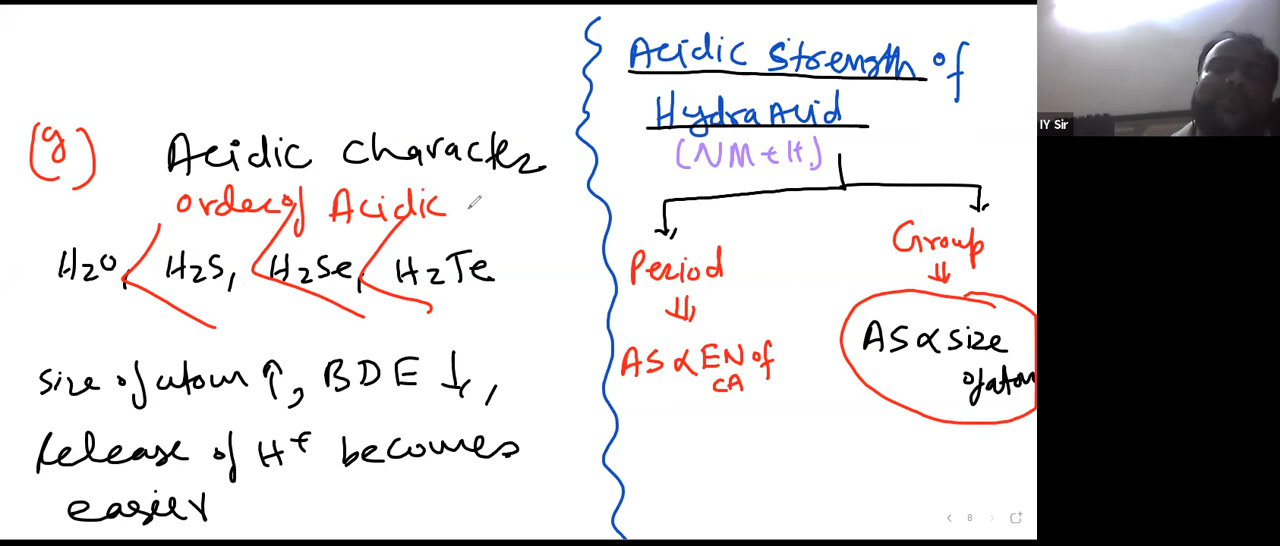 (g) Acidic character
order of Acidic
H2O, < H2S, < H2Se, < H2Te
size of atom ↑, BDE ↓,
release of H+ becomes
easier
Acidic Strength of
Hydra Acid
(NM + H)
Period
Group
⇓
⇓
AS ∝ EN of
CA
AS ∝ size
of atom
IY Sir
8